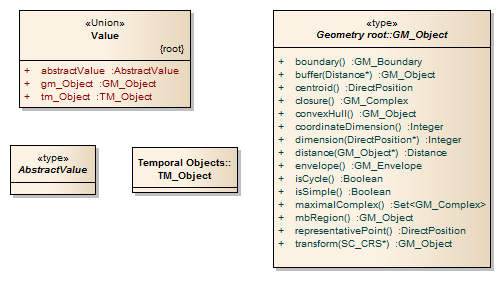 «Union»
Value
{root}
+ abstractValue :AbstractValue
+ gm_Object :GM_Object
+ tm_Object :TM_Object
«type»
AbstractValue
Temporal Objects::
TM_Object
«type»
Geometry root::GM_Object
+ boundary() :GM_Boundary
+ buffer(Distance*) :GM_Object
+ centroid() :DirectPosition
+ closure() :GM_Complex
+ convexHull() :GM_Object
+ coordinateDimension() :Integer
+ dimension(DirectPosition*) :Integer
+ distance(GM_Object*) :Distance
+ envelope() :GM_Envelope
+ isCycle() :Boolean
+ isSimple() :Boolean
+ maximalComplex() :Set<GM_Complex>
+ mbRegion() :GM_Object
+ representativePoint() :DirectPosition
+ transform(SC_CRS*) :GM_Object